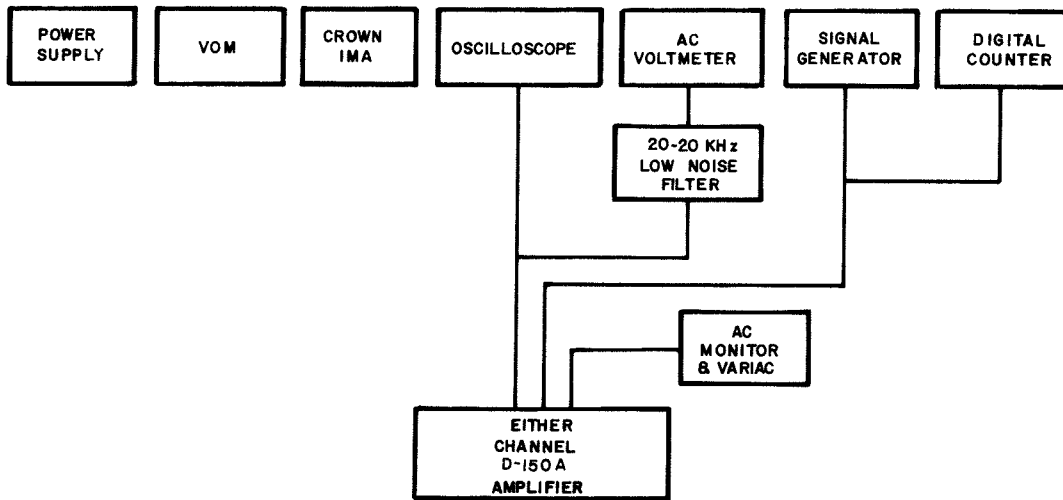 POWER
SUPPLY
VOM
CROWN
IMA
OSCILLOSCOPE
AC
VOLTMETER
SIGNAL
GENERATOR
DIGITAL
COUNTER
20-20 KHz
LOW NOISE
FILTER
AC
MONITOR
& VARIAC
EITHER
CHANNEL
D-150A
AMPLIFIER